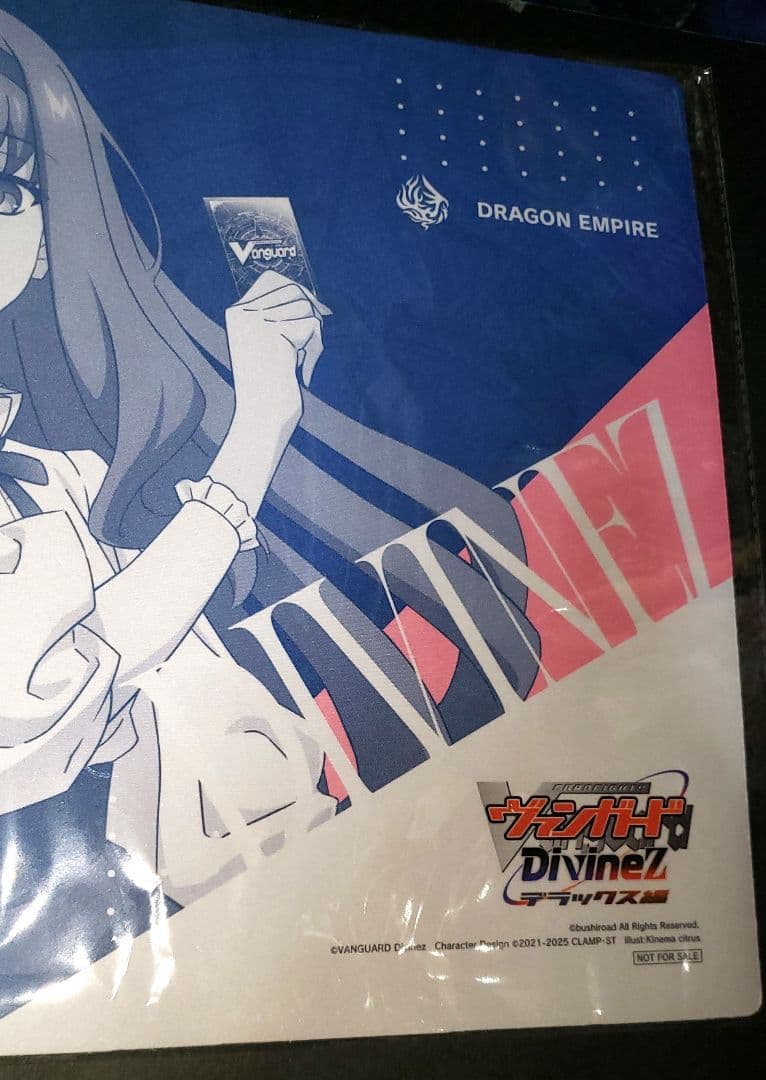 DRAGON EMPIRE
Vanguard
DIVINEZ
CARDFIGHT!!
ヴァンガード
DivineZ
デラックス編
©bushiroad All Rights Reserved.
©VANGUARD Divinez Character Design ©2021-2025 CLAMP・ST illust:Kinema citrus
NOT FOR SALE